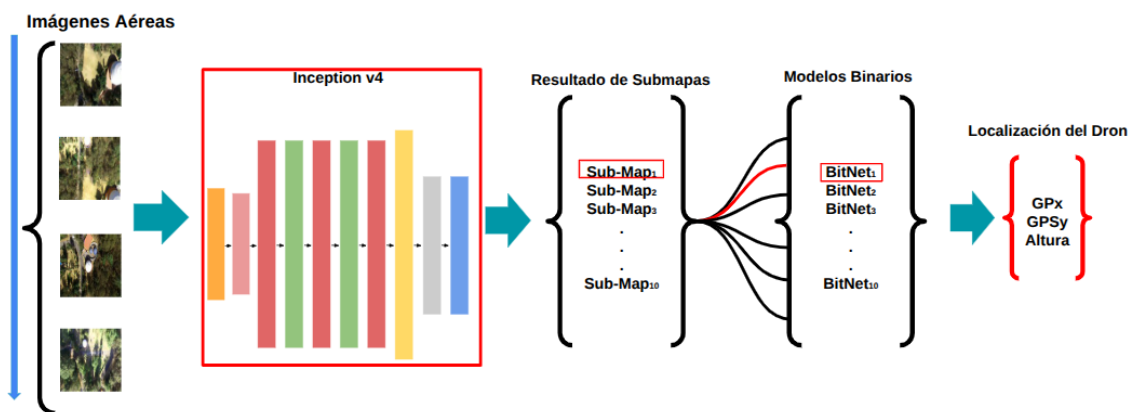 Imágenes Aéreas
Inception v4
Resultado de Submapas
Sub-Map1
Sub-Map2
Sub-Map3
.
.
.
Sub-Map10
Modelos Binarios
BitNet1
BitNet2
BitNet3
.
.
.
BitNet10
Localización del Dron
GPx
GPSy
Altura